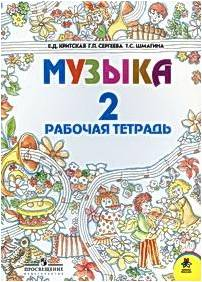 Е.Д. КРИТСКАЯ Г.П. СЕРГЕЕВА Т.С. ШМАГИНА
МУЗЫКА
2
РАБОЧАЯ ТЕТРАДЬ
ПРОСВЕЩЕНИЕ